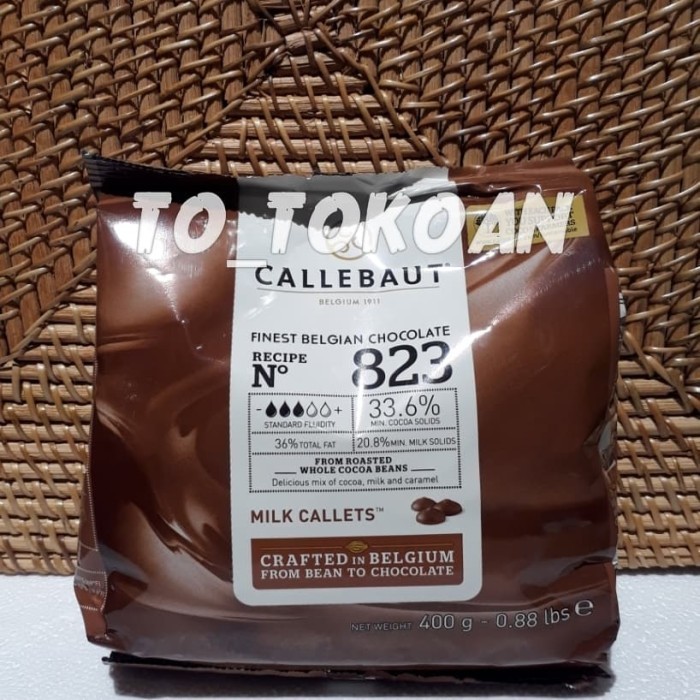 TO_TOKOAN
CALLEBAUT
BELGIUM 1911
FINEST BELGIAN CHOCOLATE
RECIPE
N° 823
- +
STANDARD FLUIDITY
33.6%
MIN. COCOA SOLIDS
36% TOTAL FAT
20.8% MIN. MILK SOLIDS
FROM ROASTED
WHOLE COCOA BEANS
Delicious mix of cocoa, milk and caramel
MILK CALLETS™
CRAFTED IN BELGIUM
FROM BEAN TO CHOCOLATE
NET WEIGHT 400 g - 0.88 lbs ℮